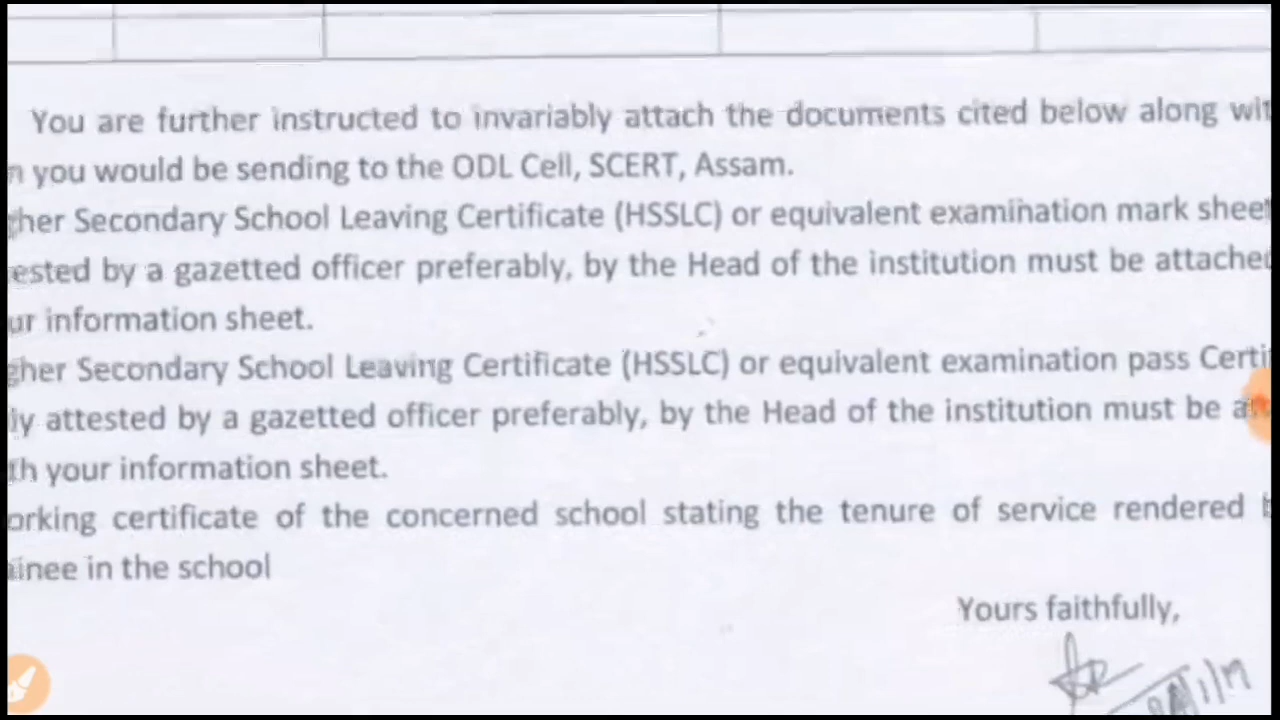 You are further instructed to invariably attach the documents cited below along wit
n you would be sending to the ODL Cell, SCERT, Assam.
her Secondary School Leaving Certificate (HSSLC) or equivalent examination mark sheet
ested by a gazetted officer preferably, by the Head of the institution must be attached
ur information sheet.
gher Secondary School Leaving Certificate (HSSLC) or equivalent examination pass Certi
ly attested by a gazetted officer preferably, by the Head of the institution must be
th your information sheet.
orking certificate of the concerned school stating the tenure of service rendered
ainee in the school
Yours faithfully,